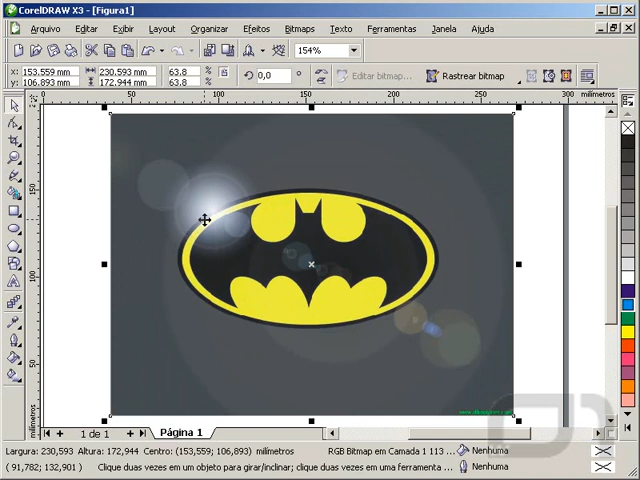 CorelDRAW X3 - [Figura1]
Arquivo Editar Exibir Layout Organizar Efeitos Bitmaps Texto Ferramentas Janela Ajuda
154%
x: 153.559 mm 230.593 mm 63.8 % 0,0 ° Editar bitmap... Rastrear bitmap
y: 106.893 mm 172.944 mm 63.8 %
0 50 100 150 200 250 300 milímetros
150
100
50
milímetros
1 de 1 Página 1
Largura: 230,593 Altura: 172,944 Centro: (153,559; 106,893) milímetros RGB Bitmap em Camada 1 113 ... Nenhuma
( 91,782; 132,901) Clique duas vezes em um objeto para girar/inclinar; clique duas vezes em uma ferramenta ... Nenhuma